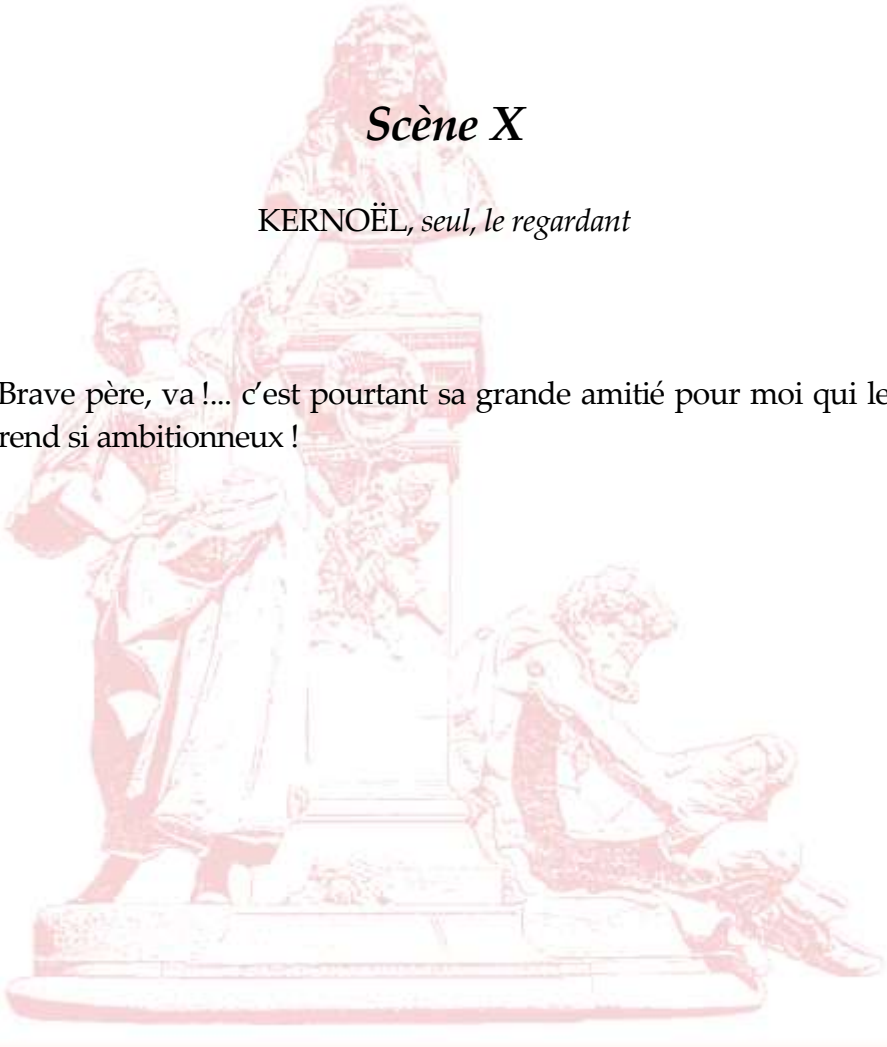 Scène X
KERNOËL, seul, le regardant
Brave père, va !... c’est pourtant sa grande amitié pour moi qui le
rend si ambitionneux !